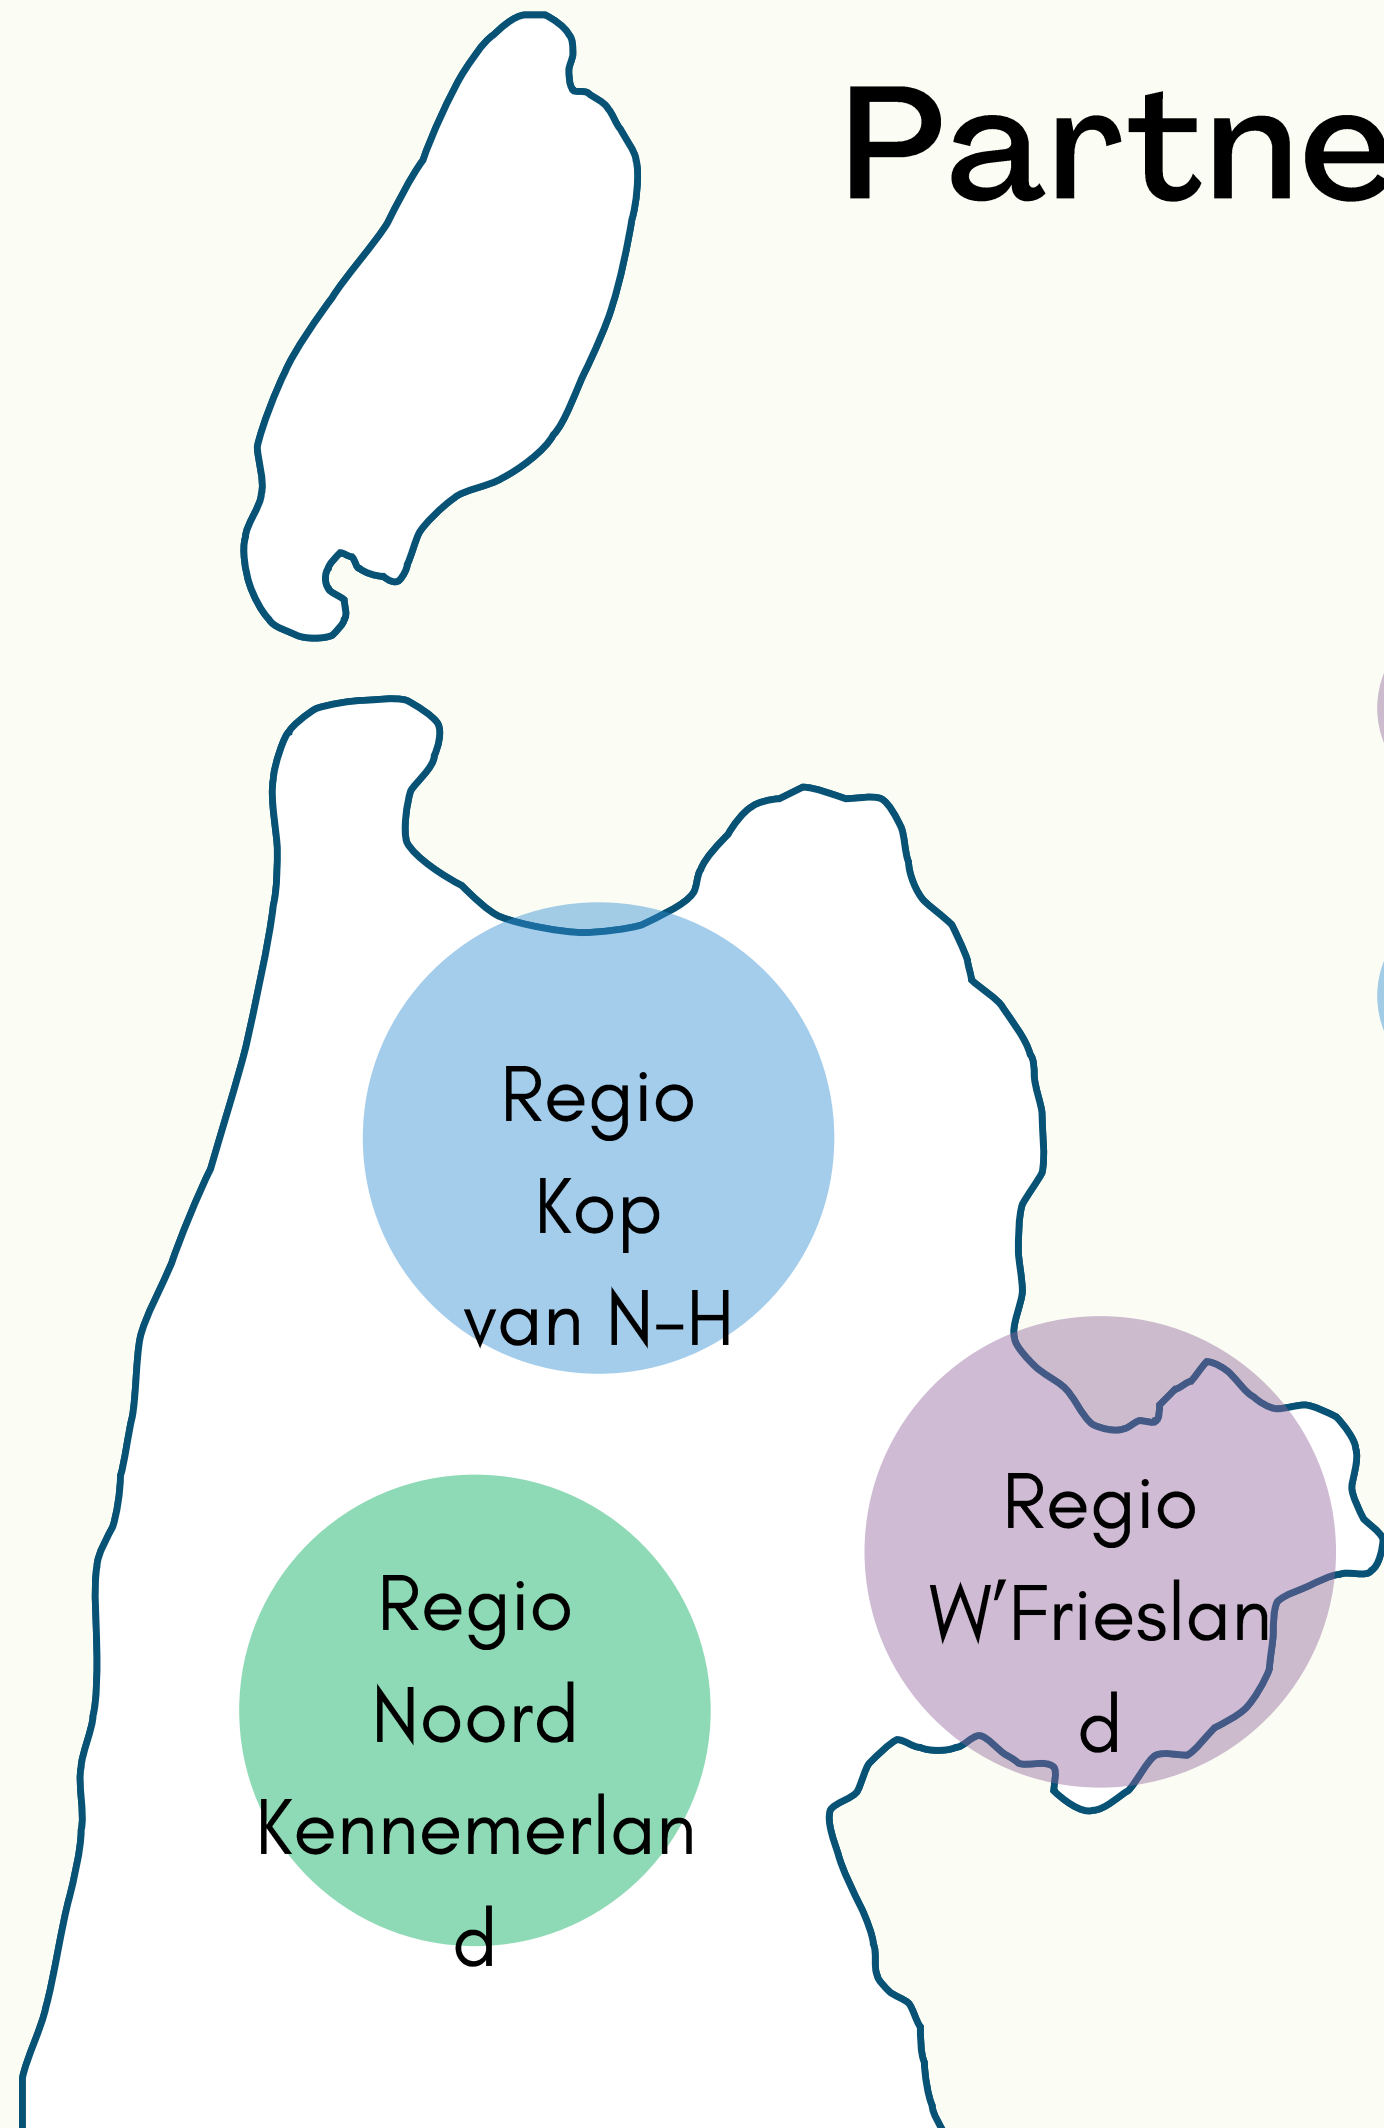 Partne
Regio
Kop
van N-H
Regio
W'Frieslan
d
Regio
Noord
Kennemerlan
d